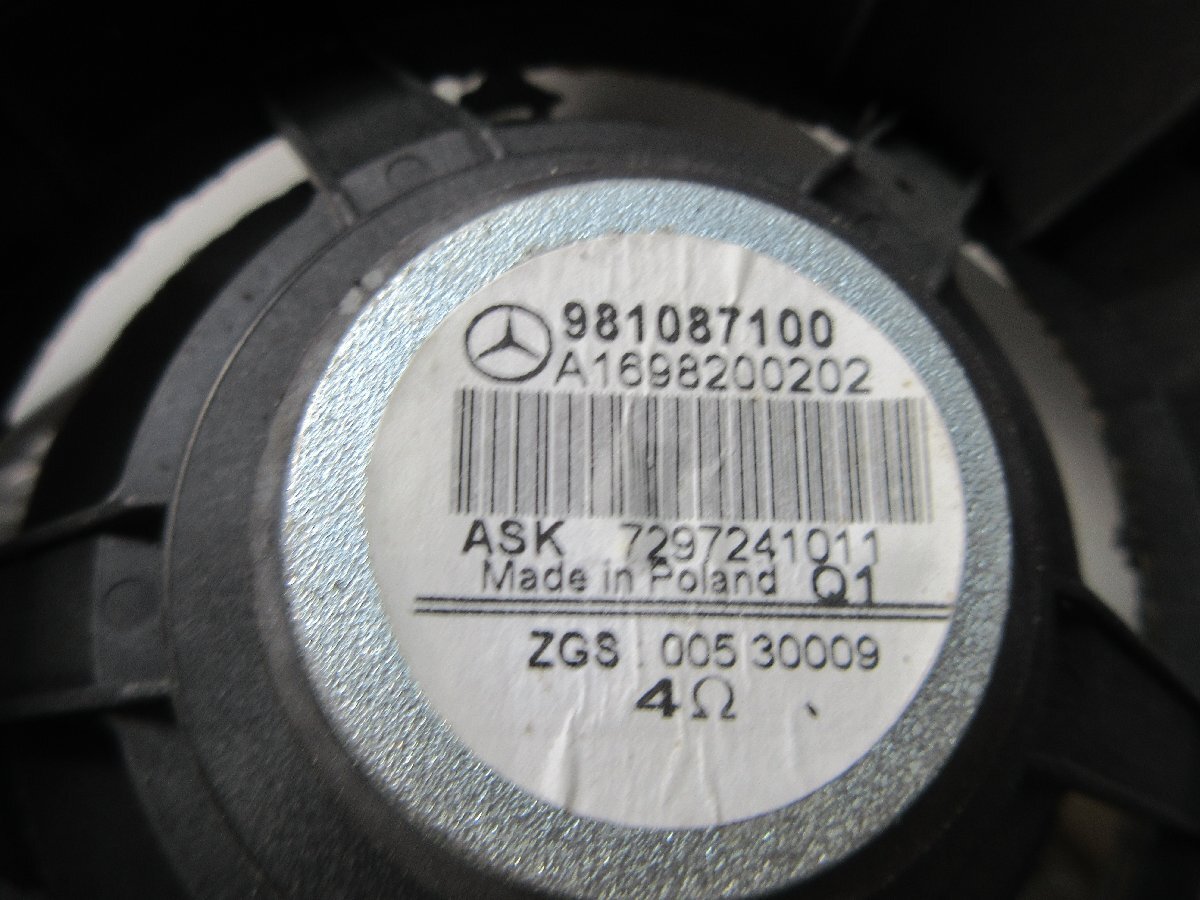 981087100
A1698200202
ASK 7297241011
Made in Poland Q1
ZGS 005 30009
4Ω